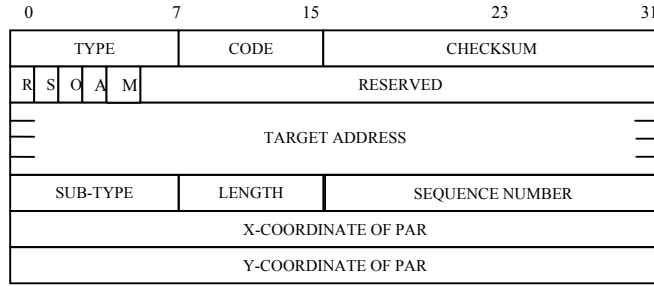 0 7 15 23 31
TYPE CODE CHECKSUM
R S O A M RESERVED
TARGET ADDRESS
SUB-TYPE LENGTH SEQUENCE NUMBER
X-COORDINATE OF PAR
Y-COORDINATE OF PAR